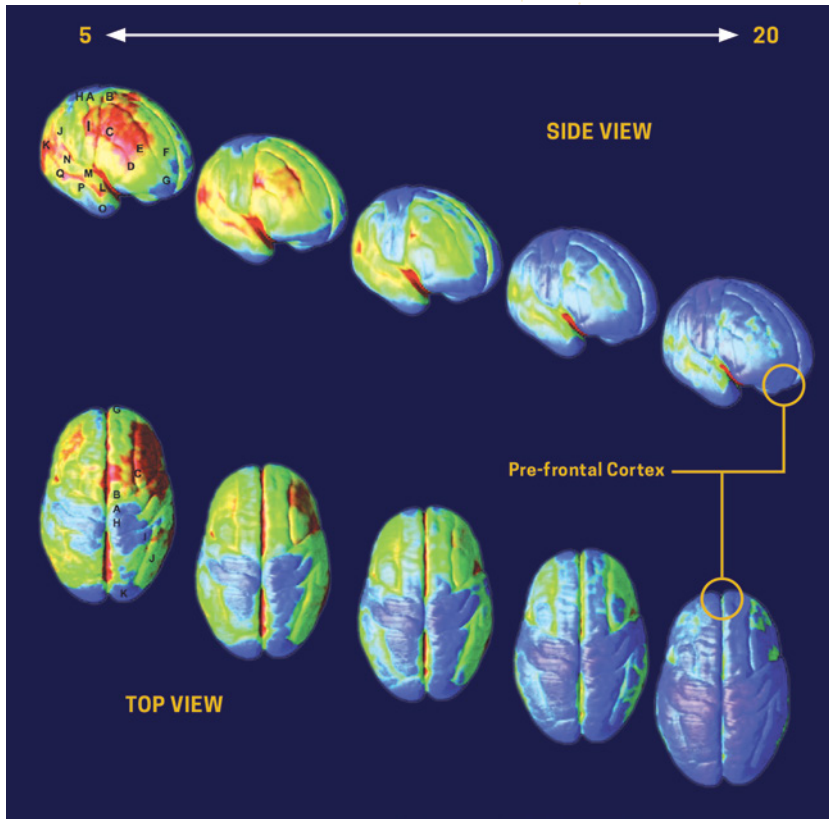 5
20
SIDE VIEW
H A B
J I C
K E F
N D
Q M G
P L
O
Pre-frontal Cortex
G
C
B
A
H
I
J
K
TOP VIEW